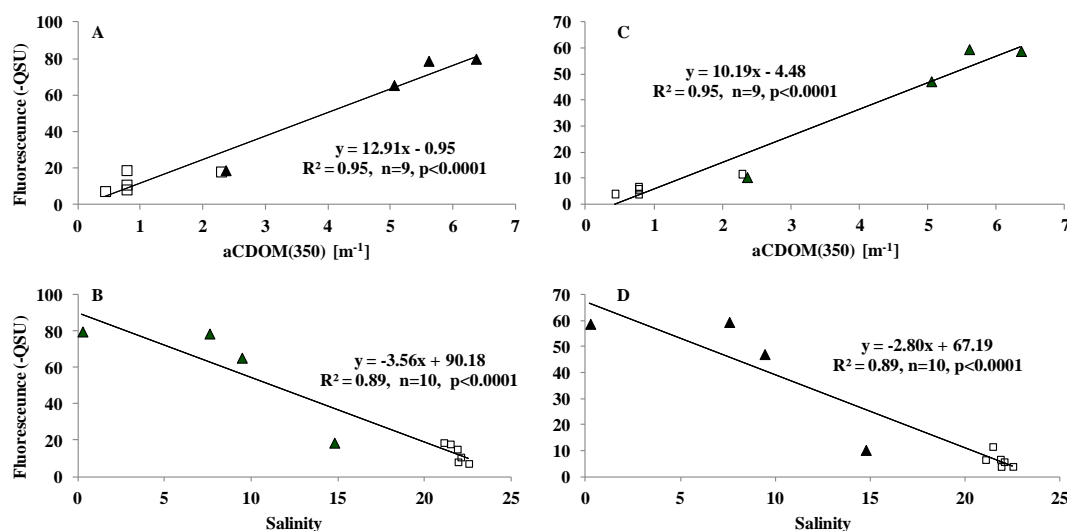 A
Fluoresceunce (-QSU)
100
80
60
40
20
0
y = 12.91x - 0.95
R² = 0.95, n=9, p<0.0001
0 1 2 3 4 5 6 7
aCDOM(350) [m⁻¹]
C
70
60
50
40
30
20
10
0
y = 10.19x - 4.48
R² = 0.95, n=9, p<0.0001
0 1 2 3 4 5 6 7
aCDOM(350) [m⁻¹]
B
Fluoresceunce (-QSU)
100
80
60
40
20
0
y = -3.56x + 90.18
R² = 0.89, n=10, p<0.0001
0 5 10 15 20 25
Salinity
D
70
60
50
40
30
20
10
0
y = -2.80x + 67.19
R² = 0.89, n=10, p<0.0001
0 5 10 15 20 25
Salinity